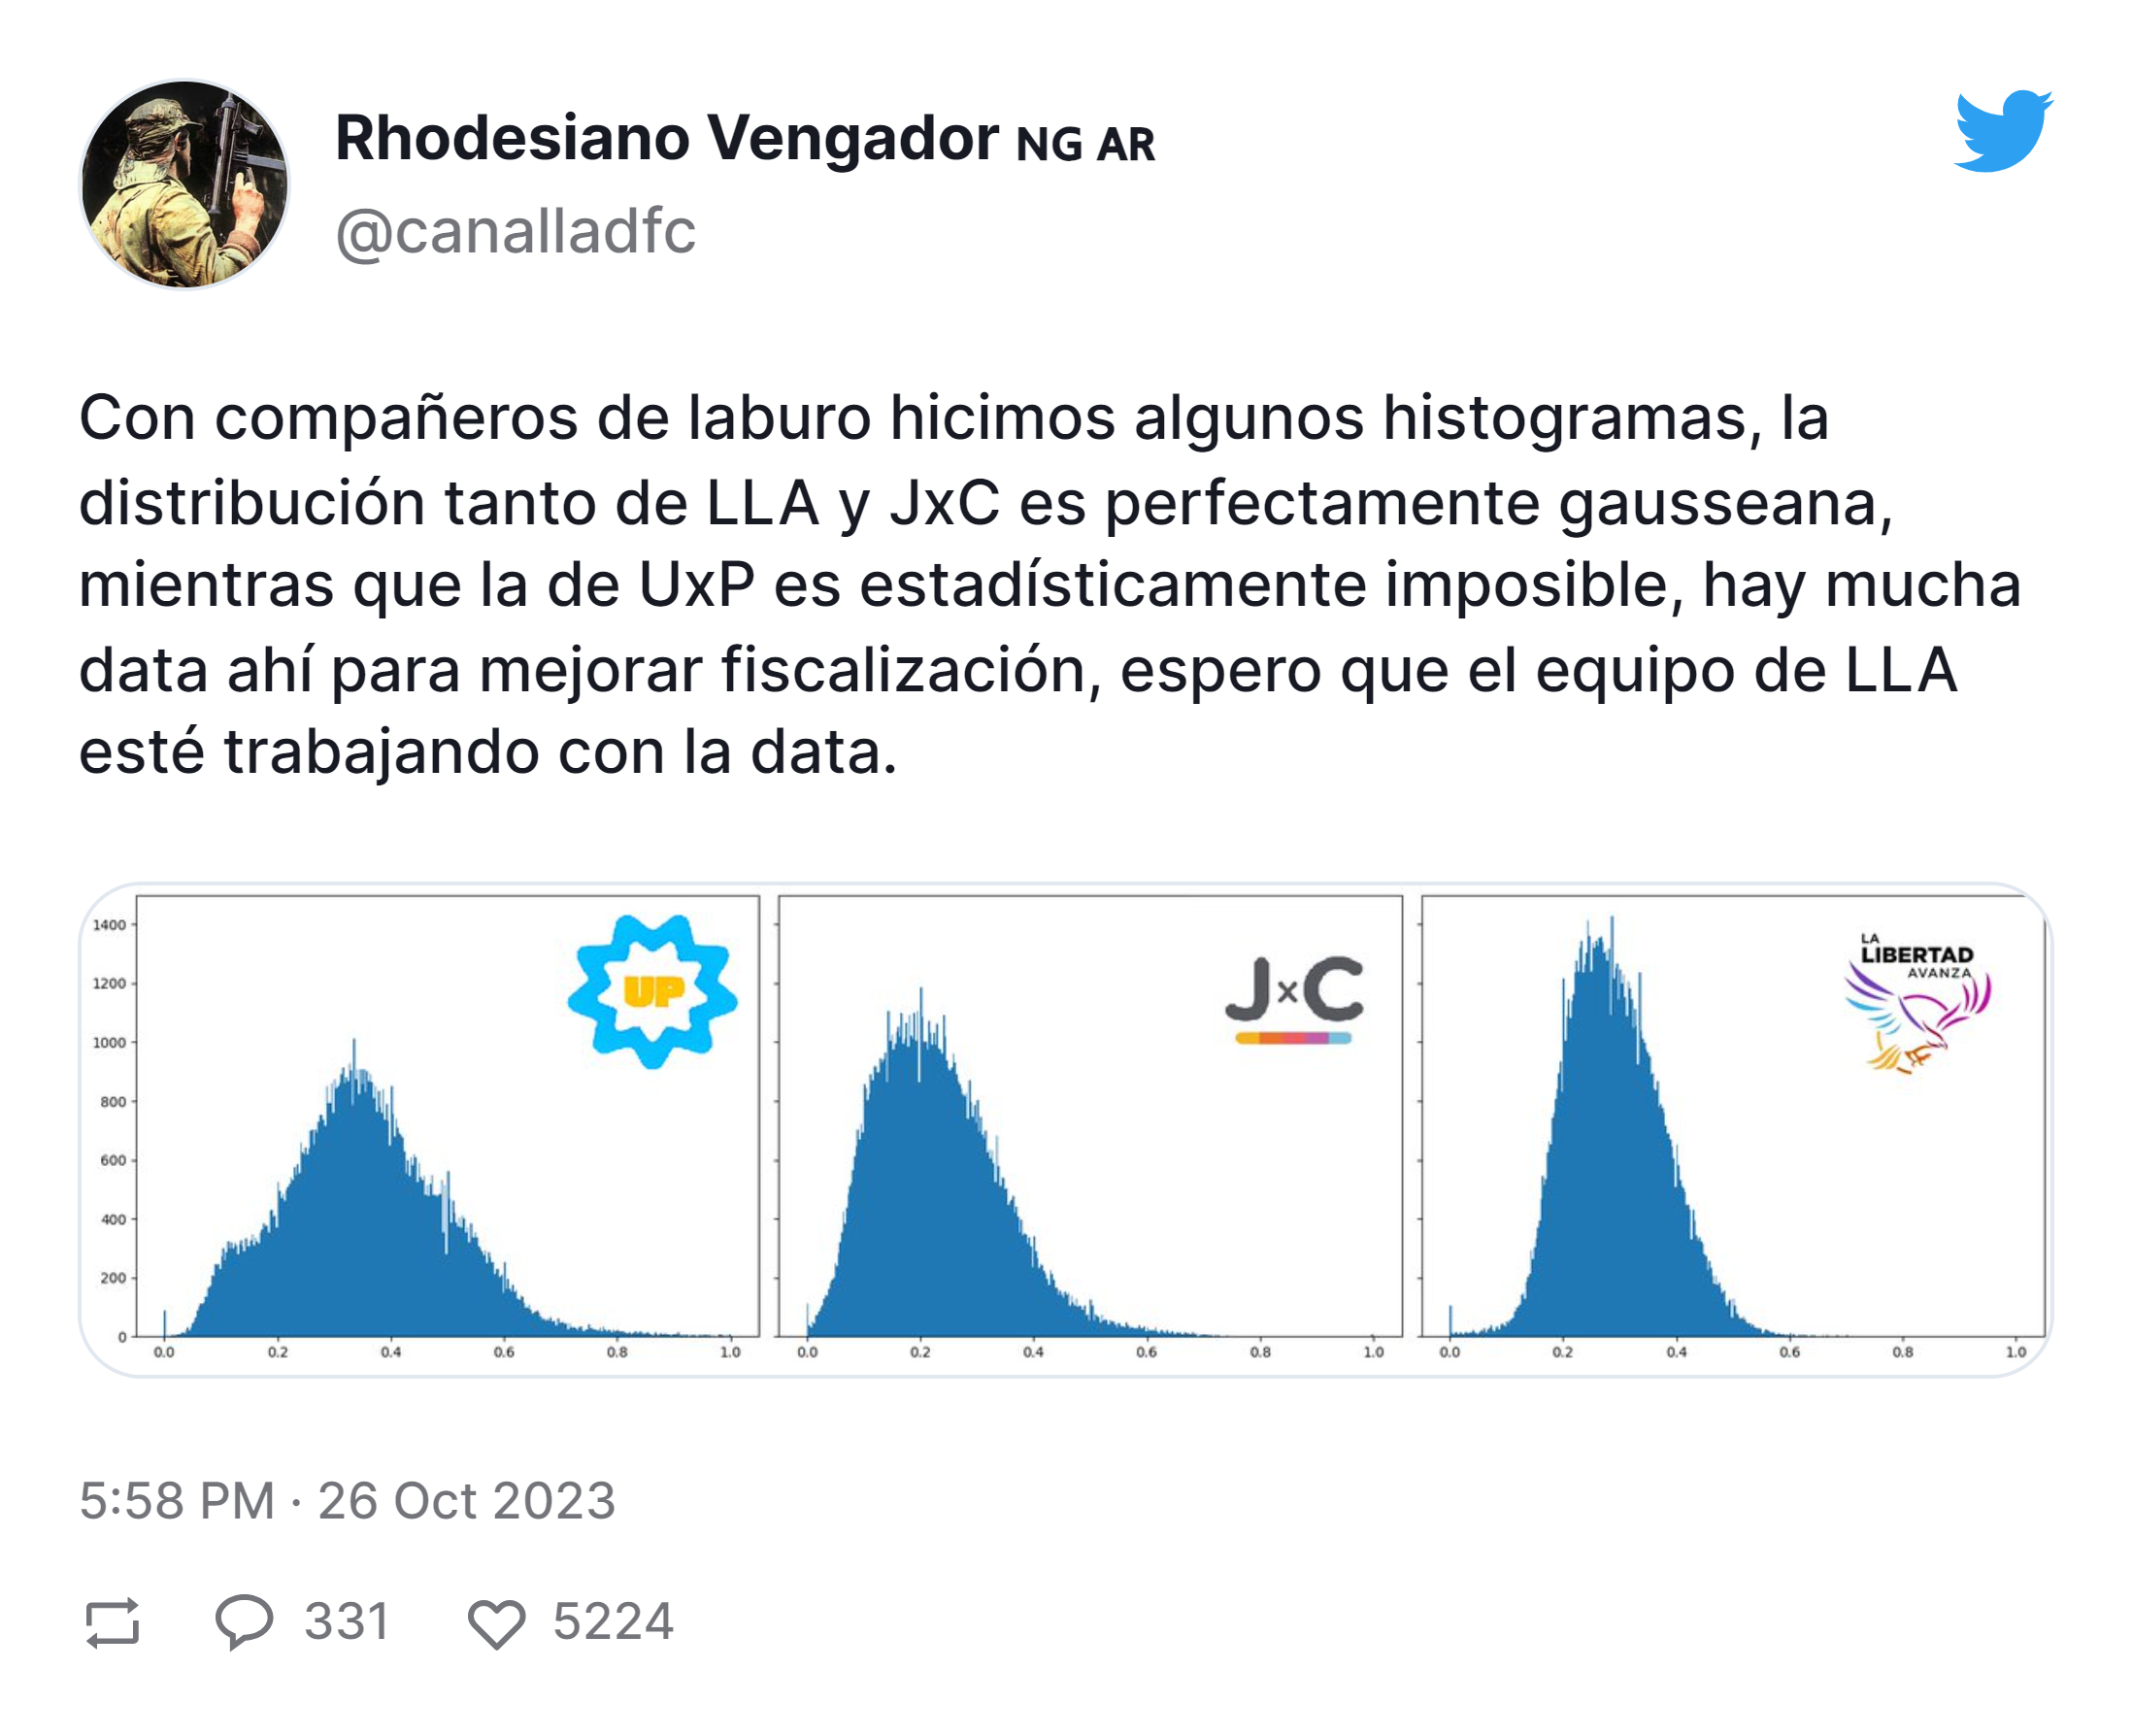 Rhodesiano Vengador NG AR
@canalladfc
Con compañeros de laburo hicimos algunos histogramas, la
distribución tanto de LLA y JxC es perfectamente gausseana,
mientras que la de UxP es estadísticamente imposible, hay mucha
data ahí para mejorar fiscalización, espero que el equipo de LLA
esté trabajando con la data.
1400
1200
1000
800
600
400
200
0
0.0 0.2 0.4 0.6 0.8 1.0
UP
0.0 0.2 0.4 0.6 0.8 1.0
JxC
0.0 0.2 0.4 0.6 0.8 1.0
LA
LIBERTAD
AVANZA
5:58 PM · 26 Oct 2023
331 5224